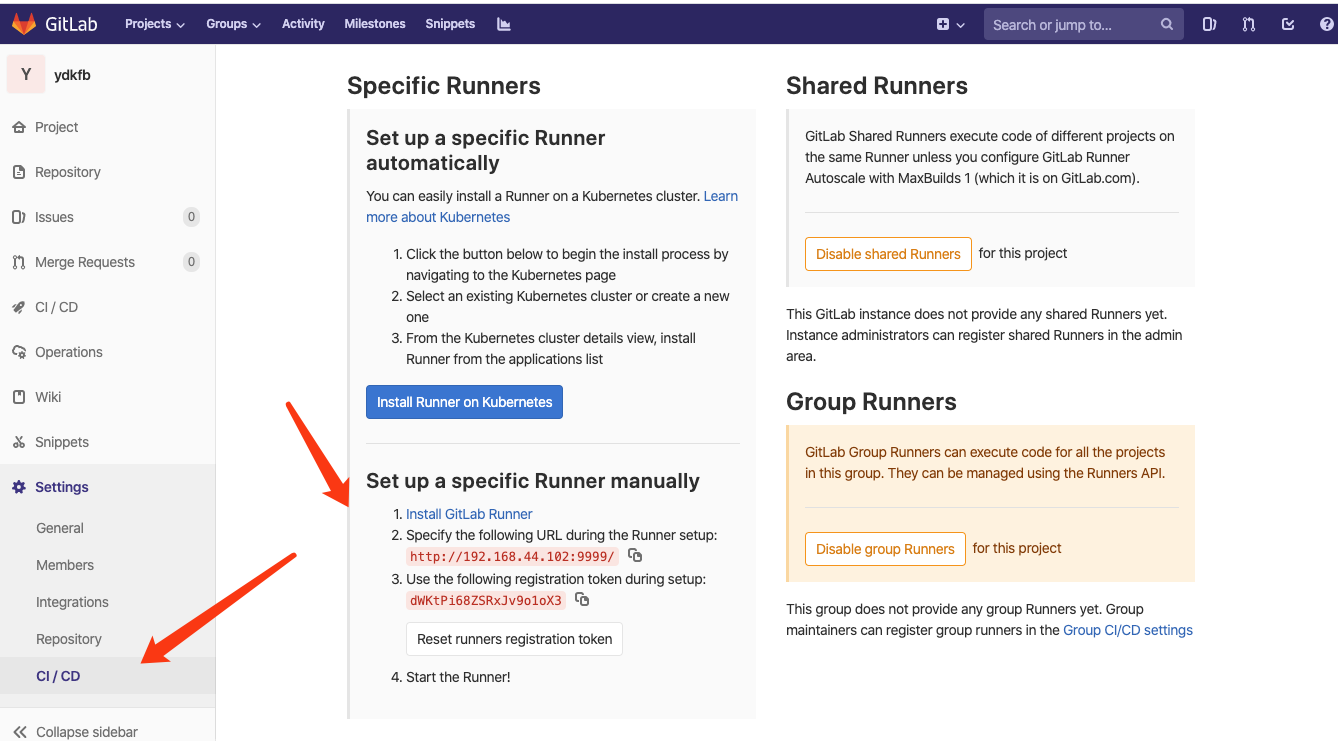 GitLab
Projects
Groups
Activity
Milestones
Snippets
Search or jump to...
Y
ydkfb
Project
Repository
Issues
0
Merge Requests
0
CI / CD
Operations
Wiki
Snippets
Settings
General
Members
Integrations
Repository
CI / CD
Collapse sidebar
Specific Runners
Set up a specific Runner
automatically
You can easily install a Runner on a Kubernetes cluster. Learn
more about Kubernetes
1. Click the button below to begin the install process by
navigating to the Kubernetes page
2. Select an existing Kubernetes cluster or create a new
one
3. From the Kubernetes cluster details view, install
Runner from the applications list
Install Runner on Kubernetes
Set up a specific Runner manually
1. Install GitLab Runner
2. Specify the following URL during the Runner setup:
http://192.168.44.102:9999/
3. Use the following registration token during setup:
dWKtPi68ZSRxJv9o1oX3
Reset runners registration token
4. Start the Runner!
Shared Runners
GitLab Shared Runners execute code of different projects on
the same Runner unless you configure GitLab Runner
Autoscale with MaxBuilds 1 (which it is on GitLab.com).
Disable shared Runners for this project
This GitLab instance does not provide any shared Runners yet.
Instance administrators can register shared Runners in the admin
area.
Group Runners
GitLab Group Runners can execute code for all the projects
in this group. They can be managed using the Runners API.
Disable group Runners for this project
This group does not provide any group Runners yet. Group
maintainers can register group runners in the Group CI/CD settings